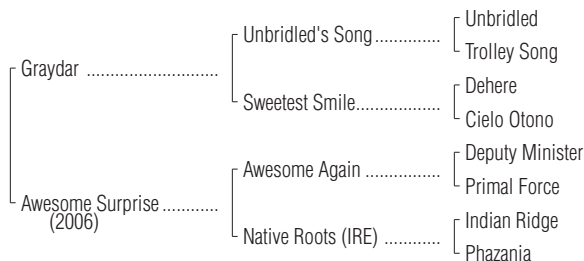 Unbridled
Unbridled's Song ..............
Trolley Song
Graydar ...........................
Dehere
Sweetest Smile..................
Cielo Otono
Deputy Minister
Awesome Again ................
Primal Force
Awesome Surprise ............
(2006)
Indian Ridge
Native Roots (IRE) ............
Phazania